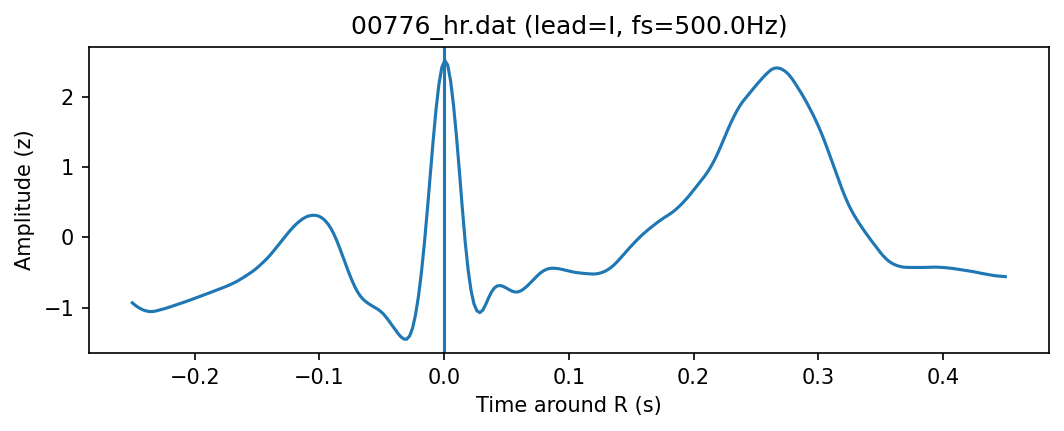 00776_hr.dat (lead=I, fs=500.0Hz)
Amplitude (z)
2
1
0
−1
−0.2 −0.1 0.0 0.1 0.2 0.3 0.4
Time around R (s)